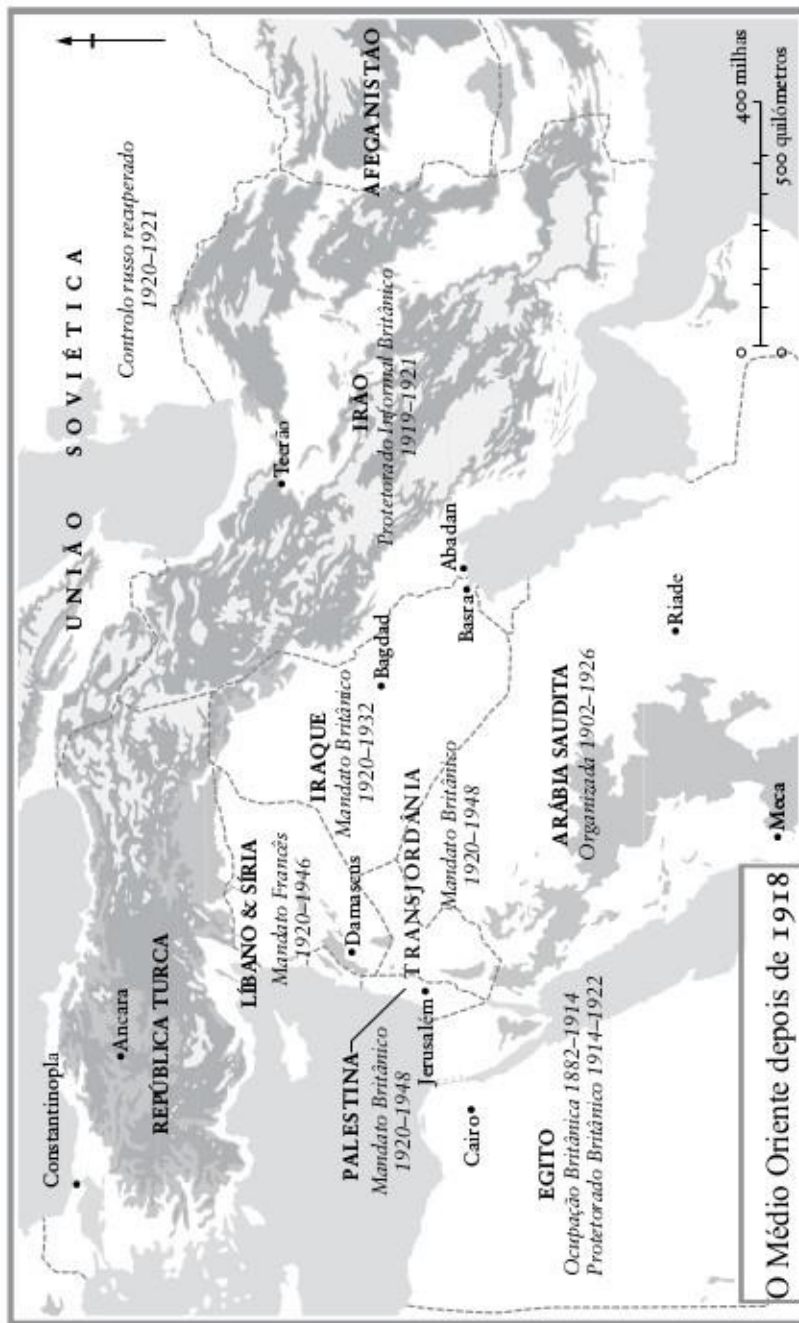 UNIÃO SOVIÉTICA
Controlo russo recuperado
1920–1921
Constantinopla
Ancara
REPÚBLICA TURCA
Teerão
AFEGANISTÃO
LÍBANO & SÍRIA
Mandato Francês
1920–1946
Damascus
IRAQUE
Mandato Britânico
1920–1932
Bagdad
IRÃO
Protetorado Informal Britânico
1919–1921
PALESTINA
Mandato Britânico
1920–1948
TRANSJORDÂNIA
Mandato Britânico
1920–1948
Jerusalém
Basra
Abadan
Cairo
EGITO
Ocupação Britânica 1882–1914
Protetorado Britânico 1914–1922
ARÁBIA SAUDITA
Organizada 1902–1926
Riade
Meca
0 400 milhas
0 500 quilómetros
O Médio Oriente depois de 1918